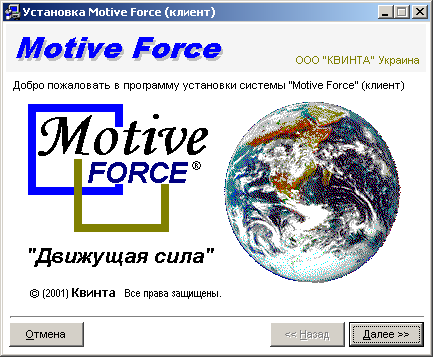 Установка Motive Force (клиент)
Motive Force
ООО "КВИНТА" Украина
Добро пожаловать в программу установки системы "Motive Force" (клиент)
Motive
FORCE ®
"Движущая сила"
© (2001) Квинта Все права защищены.
Отмена
<< Назад
Далее >>